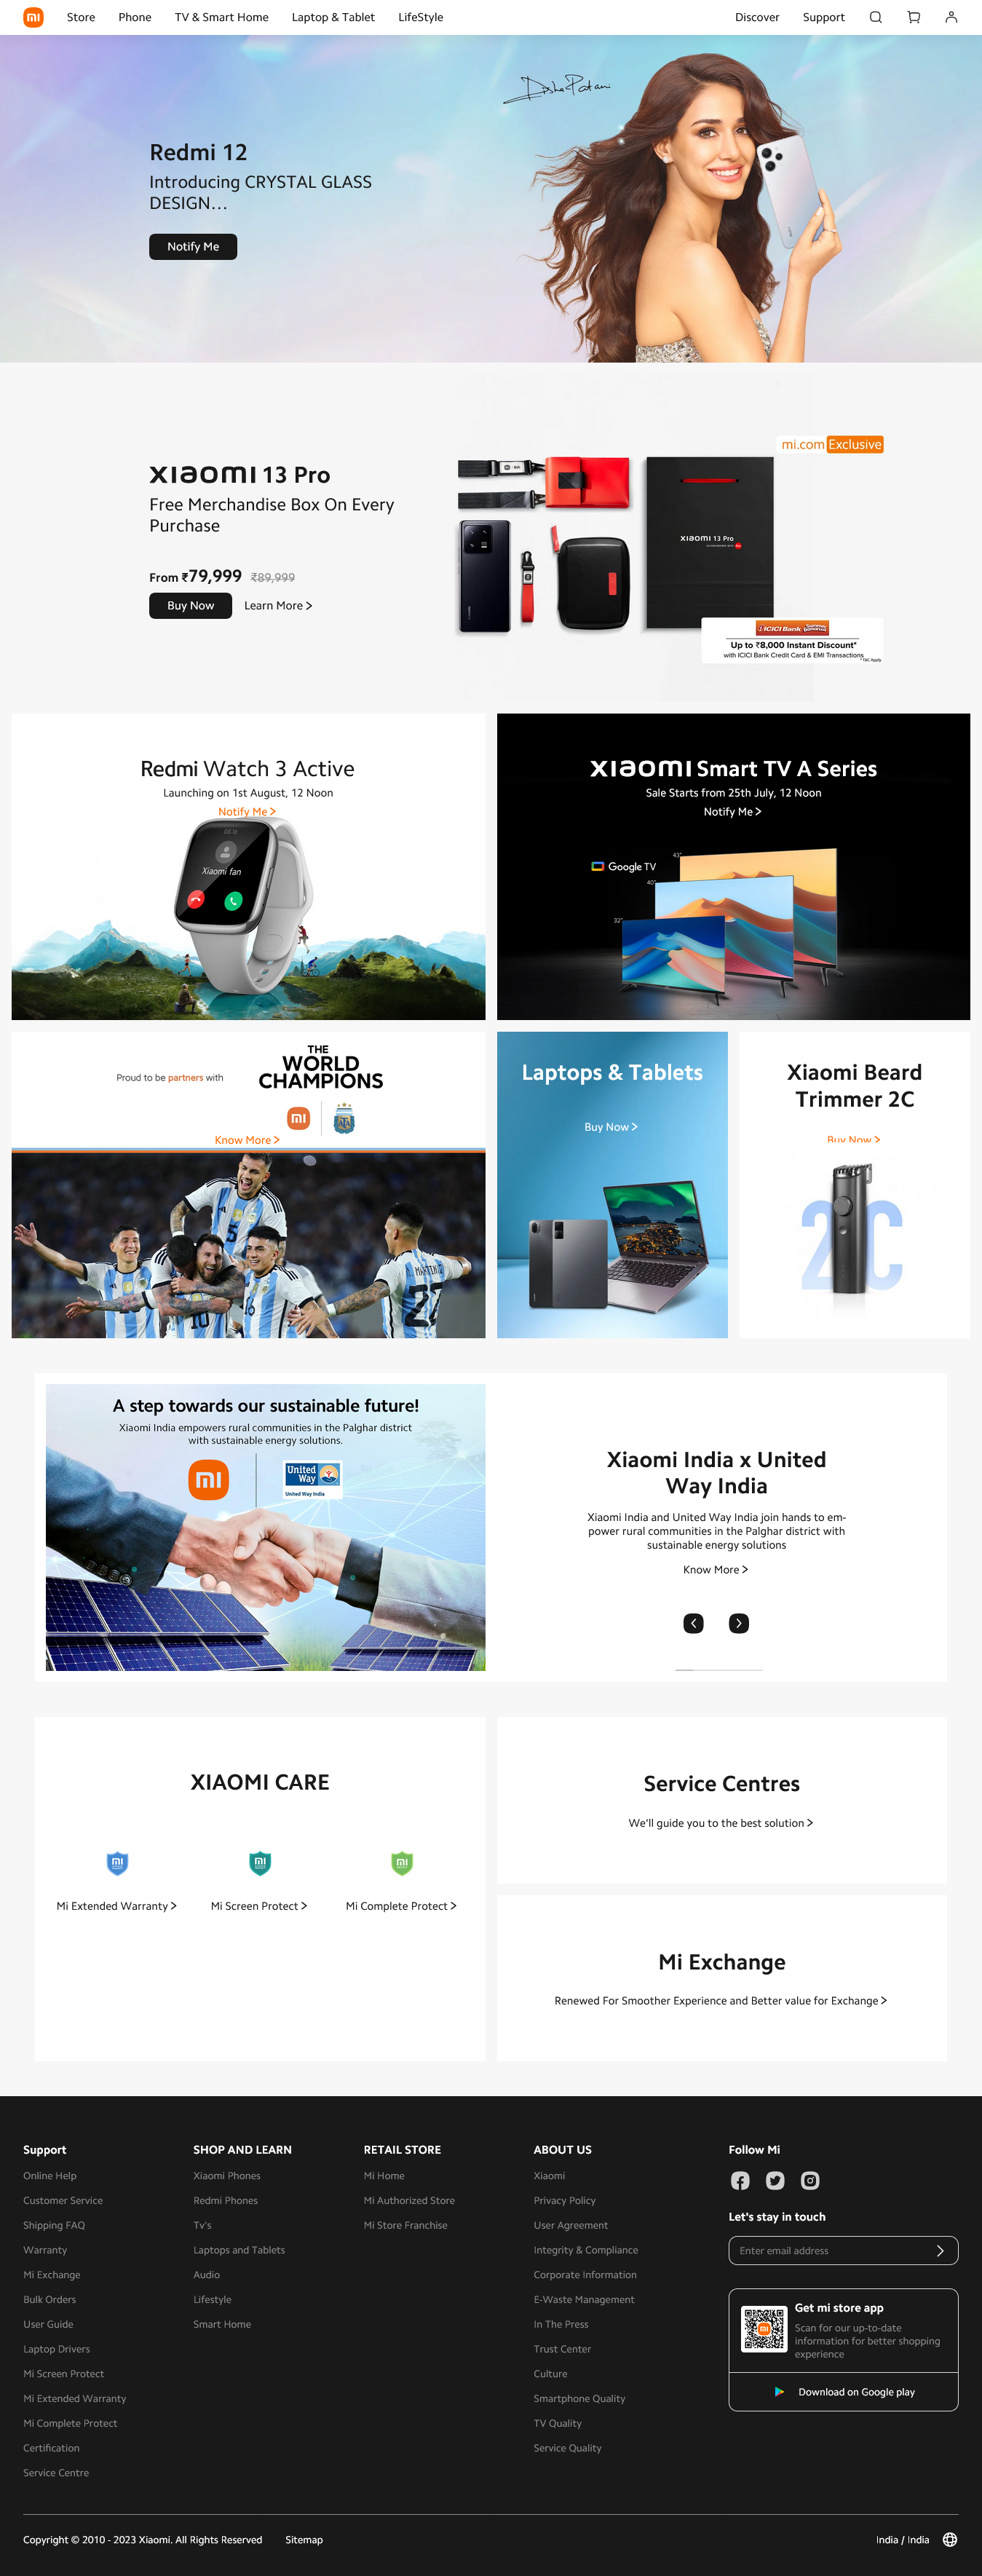 Store Phone TV & Smart Home Laptop & Tablet LifeStyle Discover Support
Disha Patani
Redmi 12
Introducing CRYSTAL GLASS
DESIGN...
Notify Me
mi.com Exclusive
XIAOMI 13 Pro
Free Merchandise Box On Every
Purchase
XIAOMI 13 Pro
From ₹79,999 ₹89,999
Buy Now Learn More >
ICICI Bank
Up to ₹8,000 Instant Discount*
with ICICI Bank Credit Card & EMI Transactions
*T&C Apply
Redmi Watch 3 Active
Launching on 1st August, 12 Noon
Notify Me >
08:16
Xiaomi fan
XIAOMI Smart TV A Series
Sale Starts from 25th July, 12 Noon
Notify Me >
Google TV
43"
40"
32"
Proud to be partners with
THE
WORLD
CHAMPIONS
AFA
Know More >
5
10
16
Laptops & Tablets
Buy Now >
Xiaomi Beard
Trimmer 2C
Buy Now >
2C
A step towards our sustainable future!
Xiaomi India empowers rural communities in the Palghar district
with sustainable energy solutions.
United
Way
United Way India
Xiaomi India x United
Way India
Xiaomi India and United Way India join hands to em-
power rural communities in the Palghar district with
sustainable energy solutions
Know More >
XIAOMI CARE
Mi Extended Warranty > Mi Screen Protect > Mi Complete Protect >
Service Centres
We'll guide you to the best solution >
Mi Exchange
Renewed For Smoother Experience and Better value for Exchange >
Support
Online Help
Customer Service
Shipping FAQ
Warranty
Mi Exchange
Bulk Orders
User Guide
Laptop Drivers
Mi Screen Protect
Mi Extended Warranty
Mi Complete Protect
Certification
Service Centre
SHOP AND LEARN
Xiaomi Phones
Redmi Phones
Tv's
Laptops and Tablets
Audio
Lifestyle
Smart Home
RETAIL STORE
Mi Home
Mi Authorized Store
Mi Store Franchise
ABOUT US
Xiaomi
Privacy Policy
User Agreement
Integrity & Compliance
Corporate Information
E-Waste Management
In The Press
Trust Center
Culture
Smartphone Quality
TV Quality
Service Quality
Follow Mi
Let's stay in touch
Enter email address
Get mi store app
Scan for our up-to-date
information for better shopping
experience
Download on Google play
Copyright © 2010 - 2023 Xiaomi. All Rights Reserved Sitemap India / India